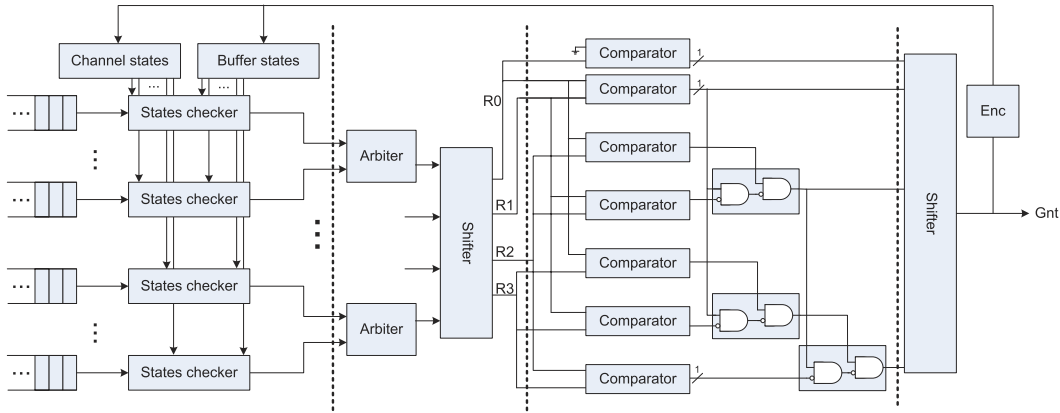 Channel states
Buffer states
...
...
...
States checker
...
...
States checker
...
...
States checker
...
...
States checker
Arbiter
...
Arbiter
Shifter
R0
R1
R2
R3
Comparator
1
Comparator
1
Comparator
Comparator
Comparator
Comparator
Comparator
1
Shifter
Enc
Gnt